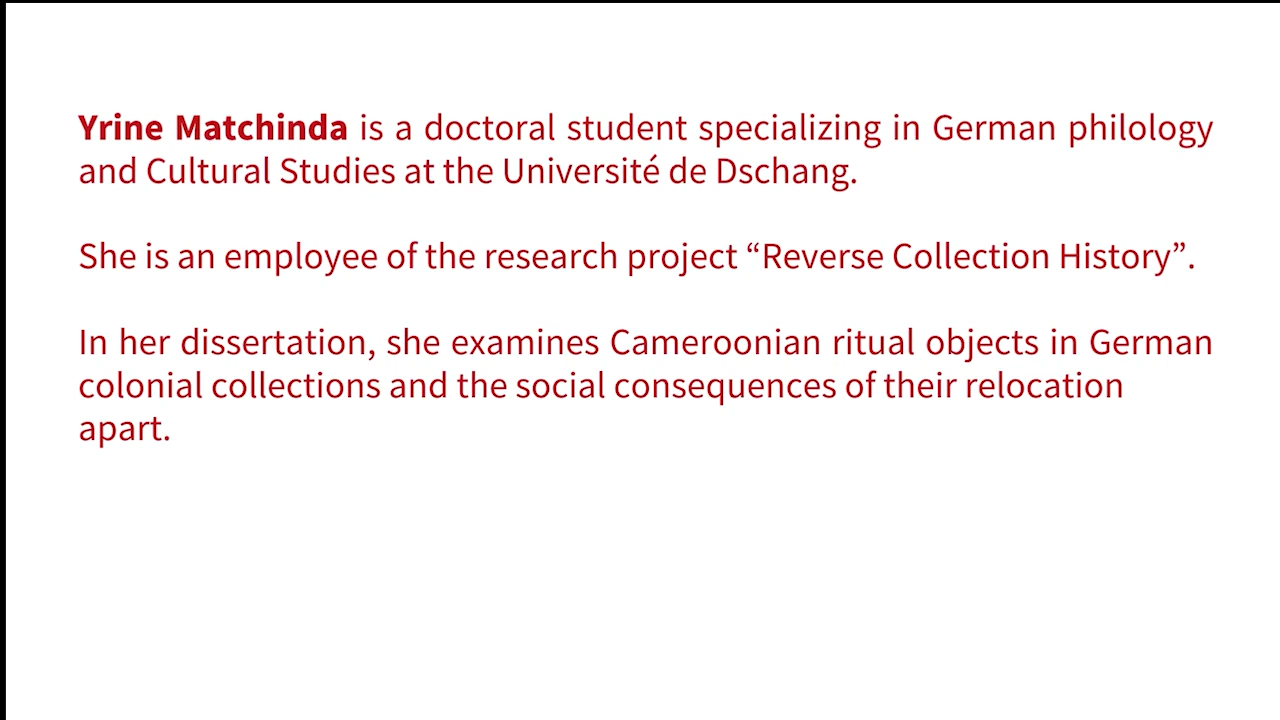 Yrine Matchinda is a doctoral student specializing in German philology
and Cultural Studies at the Université de Dschang.
She is an employee of the research project “Reverse Collection History”.
In her dissertation, she examines Cameroonian ritual objects in German
colonial collections and the social consequences of their relocation
apart.